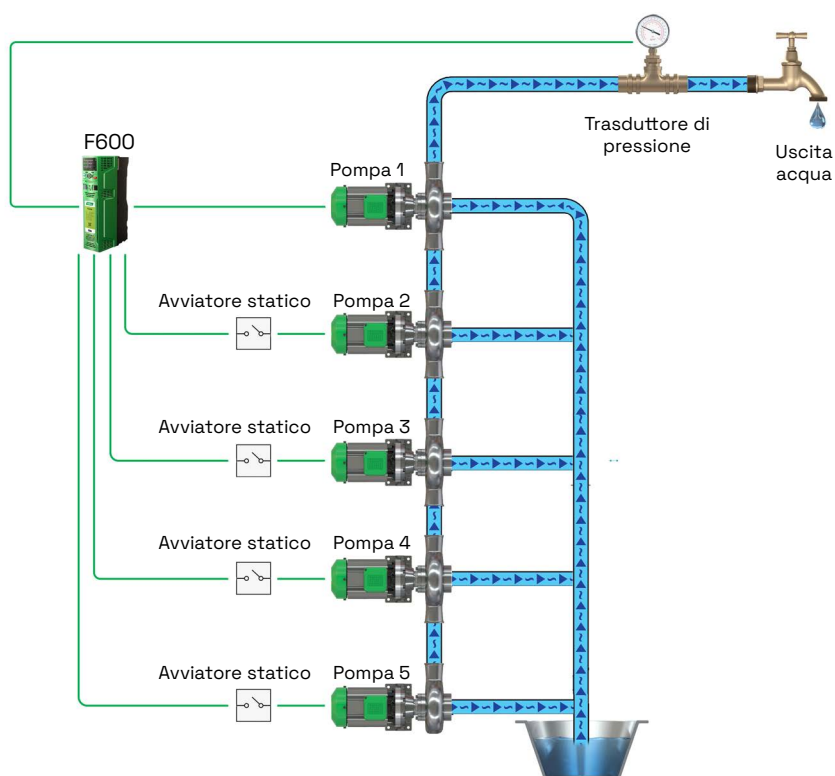 F600
Trasduttore di
pressione
Uscita
acqua
Pompa 1
Avviatore statico
Pompa 2
Avviatore statico
Pompa 3
Avviatore statico
Pompa 4
Avviatore statico
Pompa 5